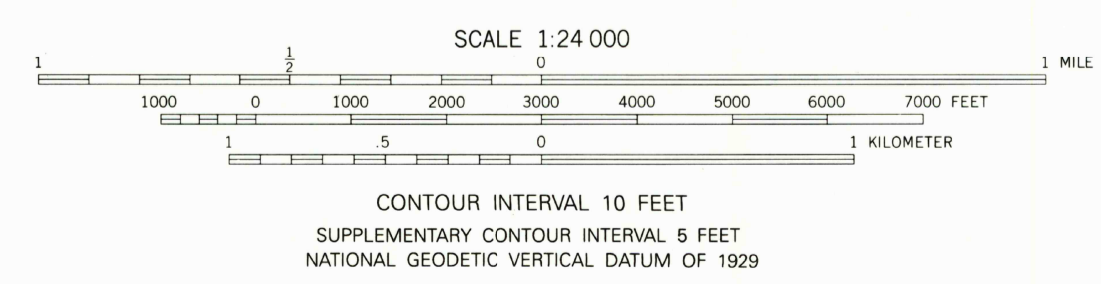 SCALE 1:24 000
1 1/2 0 1 MILE
1000 0 1000 2000 3000 4000 5000 6000 7000 FEET
1 .5 0 1 KILOMETER
CONTOUR INTERVAL 10 FEET
SUPPLEMENTARY CONTOUR INTERVAL 5 FEET
NATIONAL GEODETIC VERTICAL DATUM OF 1929